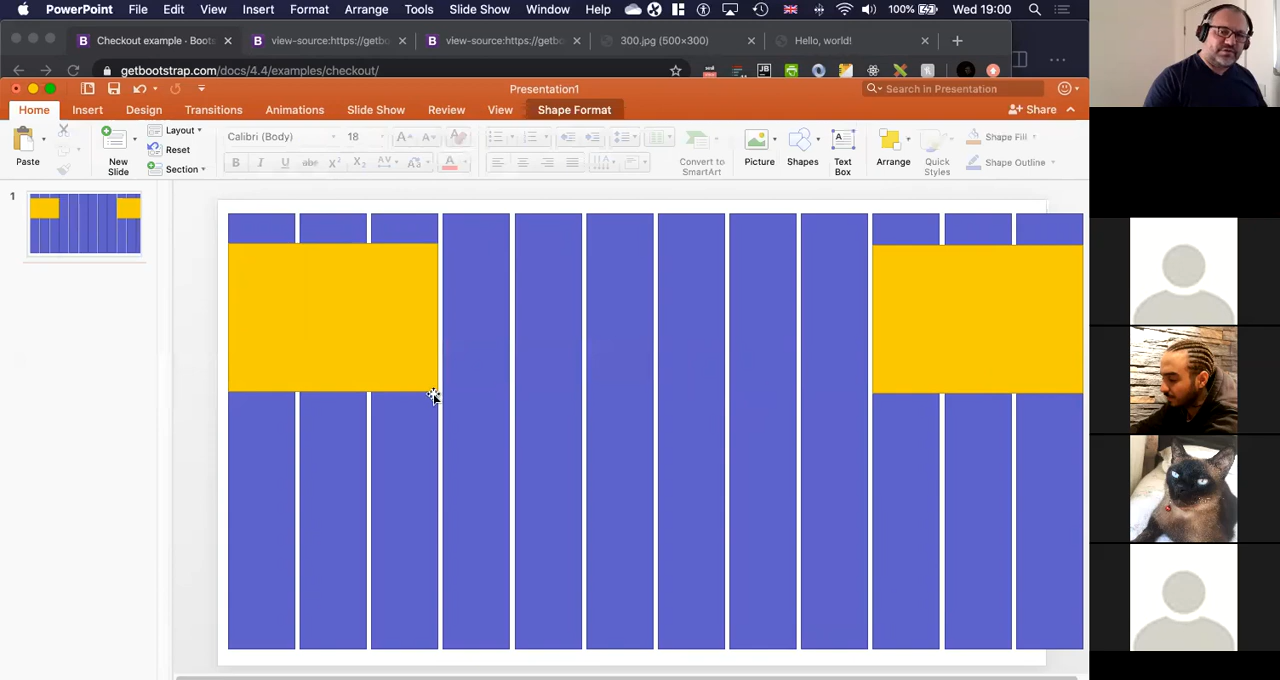 PowerPoint File Edit View Insert Format Arrange Tools Slide Show Window Help 100% Wed 19:00
Checkout example · Boots view-source:https://getbo view-source:https://getbo 300.jpg (500×300) Hello, world!
getbootstrap.com/docs/4.4/examples/checkout/
Presentation1
Search in Presentation
Home Insert Design Transitions Animations Slide Show Review View Shape Format Share
Paste
New Slide
Layout
Reset
Section
Calibri (Body) 18
Convert to SmartArt
Picture
Shapes
Text Box
Arrange
Quick Styles
Shape Fill
Shape Outline
1